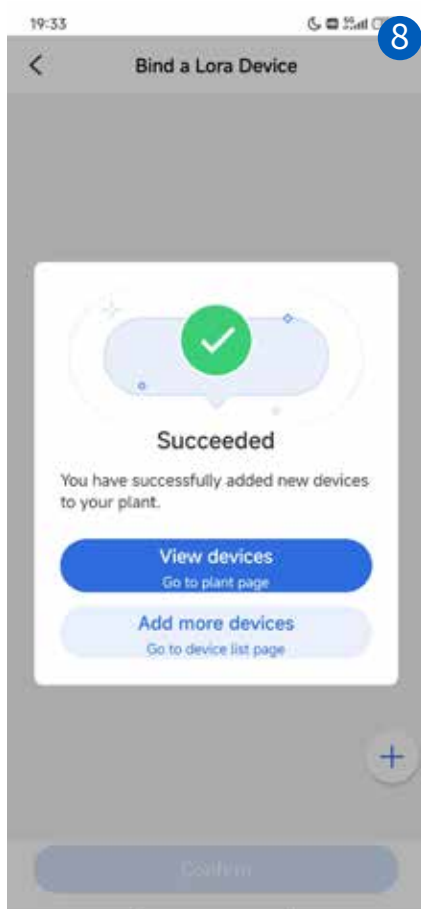 19:33
8
Bind a Lora Device
Succeeded
You have successfully added new devices
to your plant.
View devices
Go to plant page
Add more devices
Go to device list page
Confirm